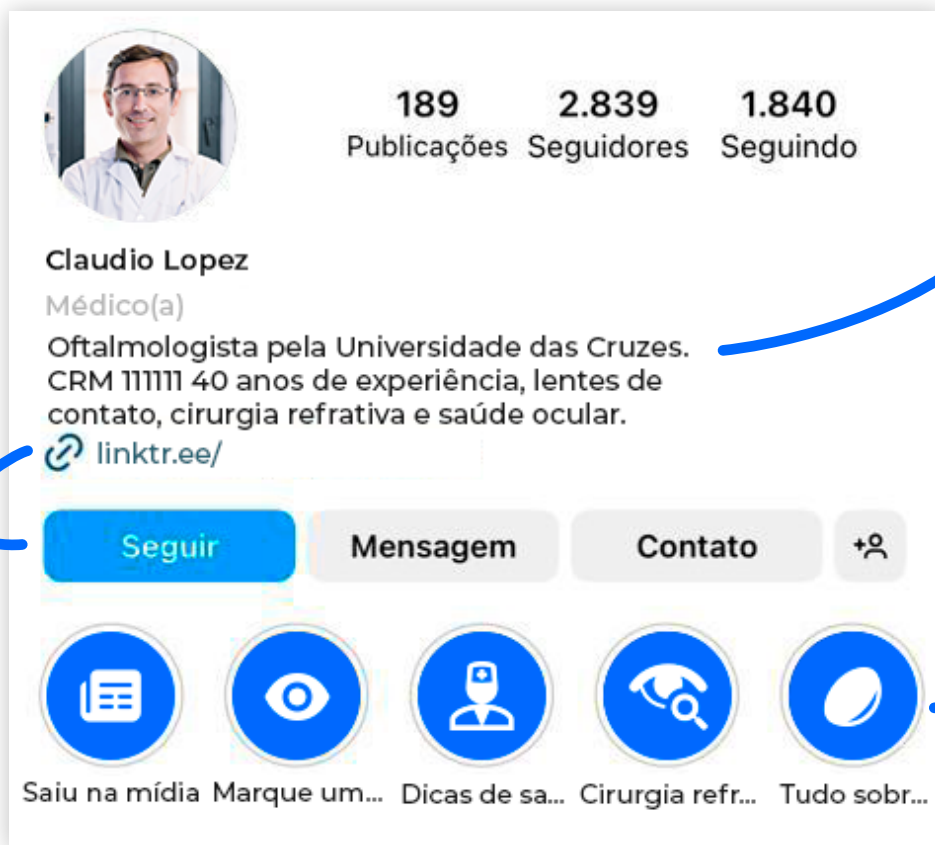 189 2.839 1.840
Publicações Seguidores Seguindo
Claudio Lopez
Médico(a)
Oftalmologista pela Universidade das Cruzes.
CRM 111111 40 anos de experiência, lentes de
contato, cirurgia refrativa e saúde ocular.
linktr.ee/
Seguir Mensagem Contato
Saiu na mídia Marque um... Dicas de sa... Cirurgia refr... Tudo sobr...